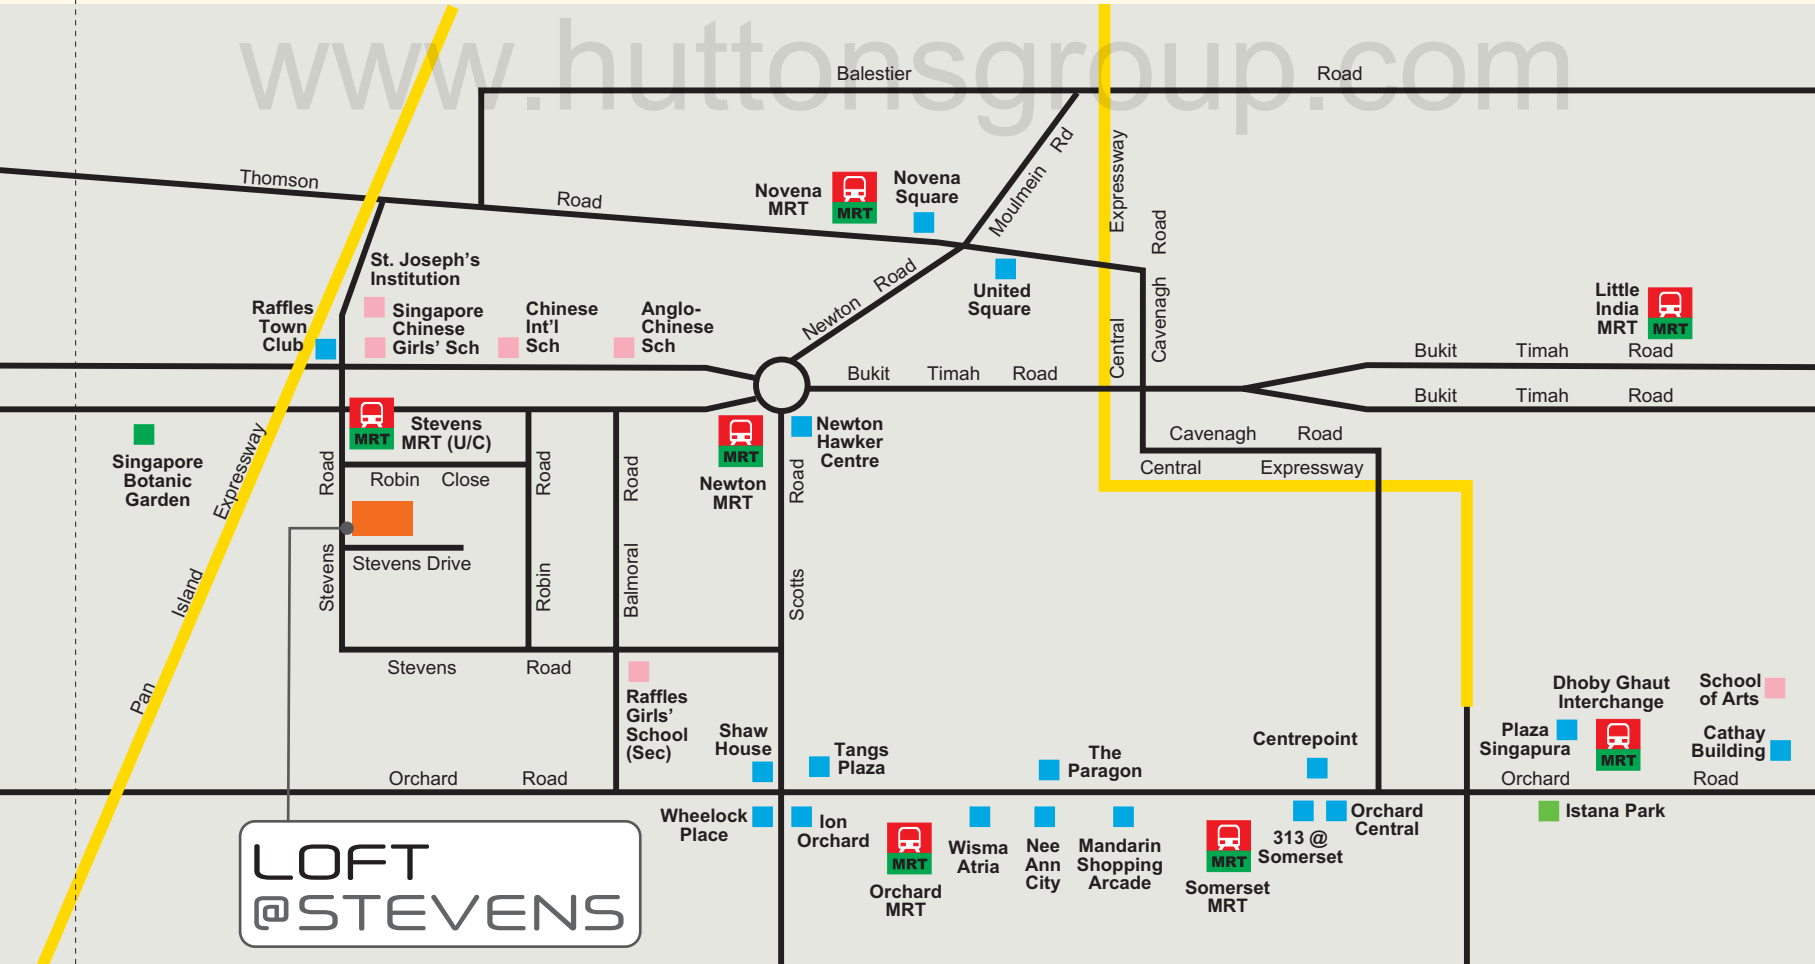 www.huttonsgroup.com
Balestier Road
Thomson Road
Novena
MRT
MRT
Novena
Square
Moulmein Rd
Central Expressway
Cavenagh Road
St. Joseph's
Institution
Raffles
Town
Club
Singapore
Chinese
Girls' Sch
Chinese
Int'l
Sch
Anglo-
Chinese
Sch
Newton Road
United
Square
Little
India
MRT
MRT
Bukit Timah Road
Bukit Timah Road
Bukit Timah Road
MRT
Stevens
MRT (U/C)
MRT
Newton
MRT
Newton
Hawker
Centre
Cavenagh Road
Central Expressway
Singapore
Botanic
Garden
Pan Island Expressway
Stevens Road
Robin Close
Robin Road
Balmoral Road
Scotts Road
Stevens Drive
Stevens Road
Raffles
Girls'
School
(Sec)
Shaw
House
Tangs
Plaza
The
Paragon
Centrepoint
Dhoby Ghaut
Interchange
MRT
School
of Arts
Plaza
Singapura
Cathay
Building
Orchard Road
Orchard Road
Wheelock
Place
Ion
Orchard
MRT
Orchard
MRT
Wisma
Atria
Nee
Ann
City
Mandarin
Shopping
Arcade
MRT
Somerset
MRT
313 @
Somerset
Orchard
Central
Istana Park
LOFT
@STEVENS